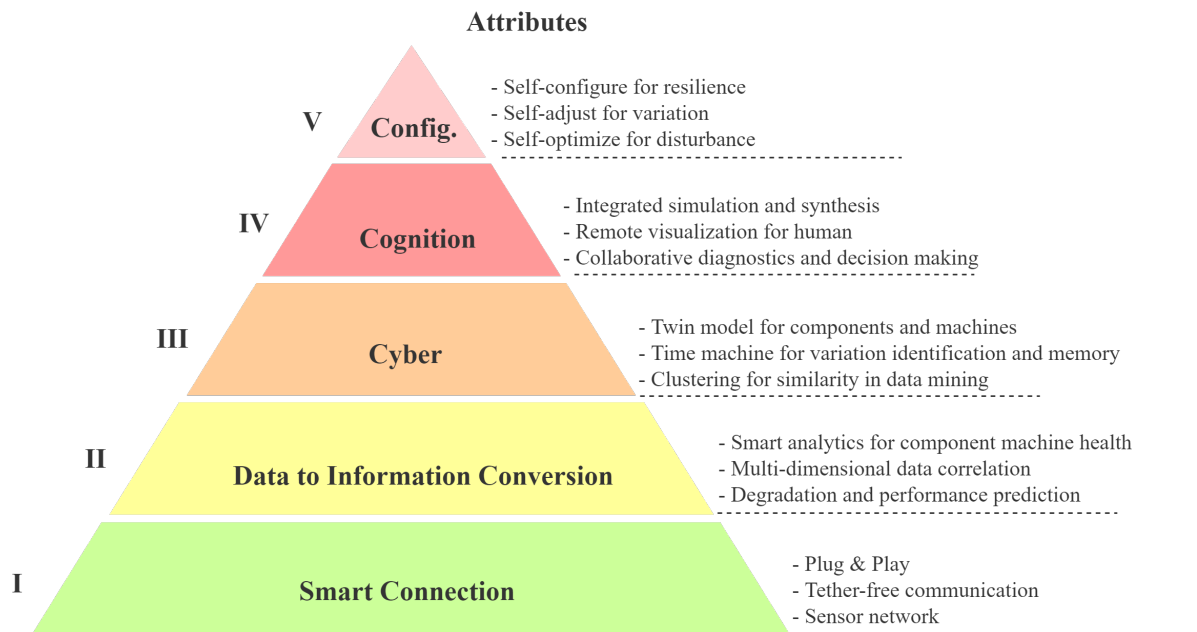 Attributes
V
Config.
- Self-configure for resilience
- Self-adjust for variation
- Self-optimize for disturbance
IV
Cognition
- Integrated simulation and synthesis
- Remote visualization for human
- Collaborative diagnostics and decision making
III
Cyber
- Twin model for components and machines
- Time machine for variation identification and memory
- Clustering for similarity in data mining
II
Data to Information Conversion
- Smart analytics for component machine health
- Multi-dimensional data correlation
- Degradation and performance prediction
I
Smart Connection
- Plug & Play
- Tether-free communication
- Sensor network